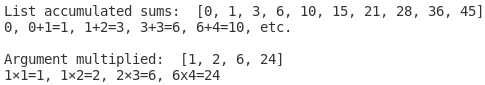 List accumulated sums:  [0, 1, 3, 6, 10, 15, 21, 28, 36, 45]
0, 0+1=1, 1+2=3, 3+3=6, 6+4=10, etc.

Argument multiplied:  [1, 2, 6, 24]
1×1=1, 1×2=2, 2×3=6, 6x4=24